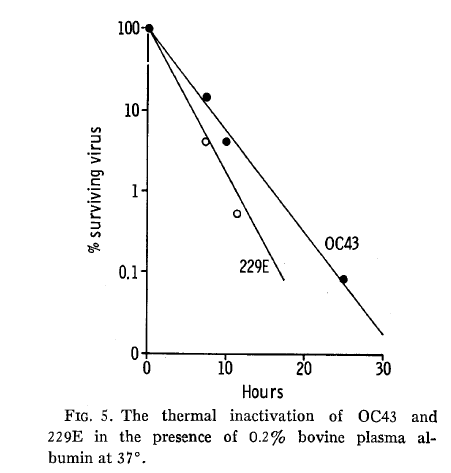 100
10
1
0.1
0
% surviving virus
OC43
229E
0 10 20 30
Hours
FIG. 5. The thermal inactivation of OC43 and
229E in the presence of 0.2% bovine plasma al-
bumin at 37°.